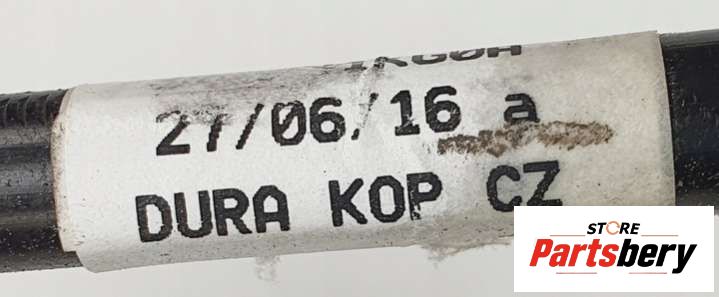 27/06/16 a
DURA KOP CZ
STORE
Partsbery